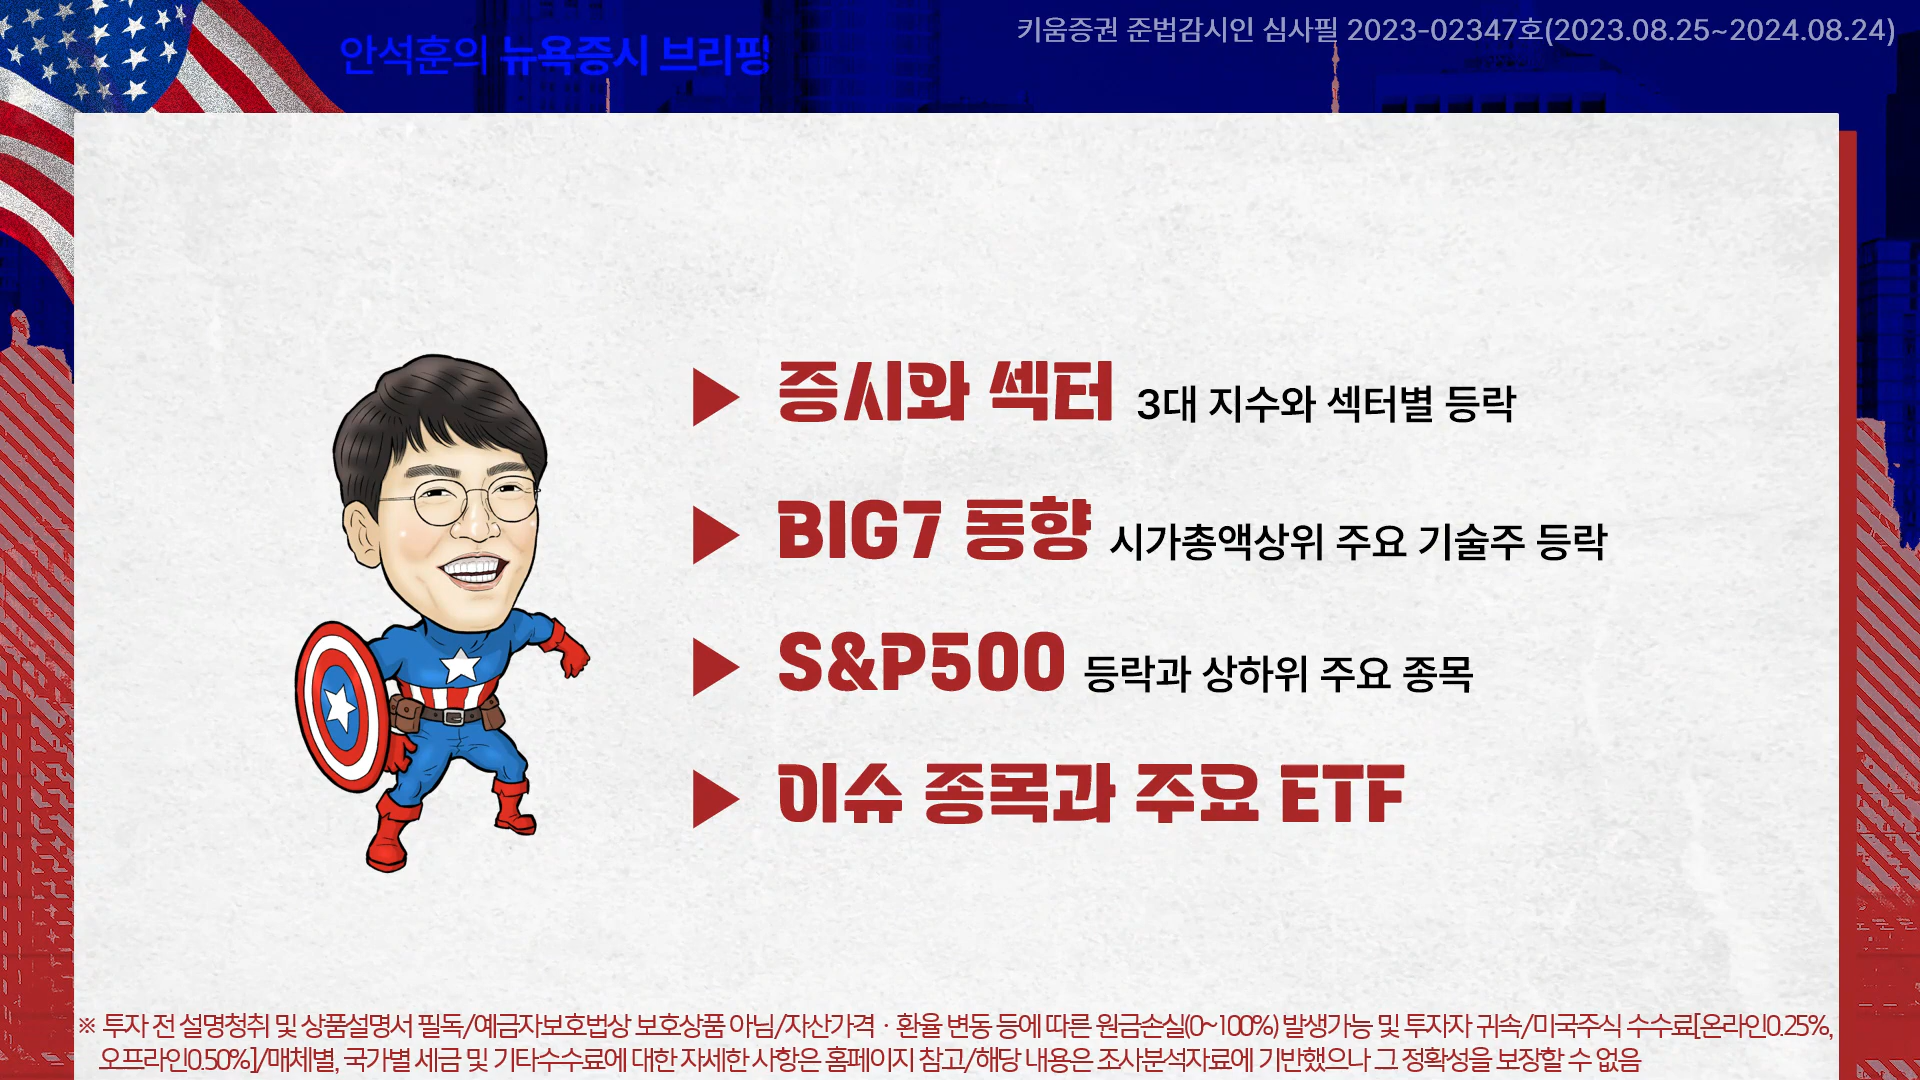 안석훈의 뉴욕증시 브리핑
키움증권 준법감시인 심사필 2023-02347호(2023.08.25~2024.08.24)
▶ 증시와 섹터 3대 지수와 섹터별 등락
▶ BIG7 동향 시가총액상위 주요 기술주 등락
▶ S&P500 등락과 상하위 주요 종목
▶ 이슈 종목과 주요 ETF
※ 투자 전 설명청취 및 상품설명서 필독/예금자보호법상 보호상품 아님/자산가격 · 환율 변동 등에 따른 원금손실(0~100%) 발생가능 및 투자자 귀속/미국주식 수수료[온라인0.25%,
오프라인0.50%]/매체별, 국가별 세금 및 기타수수료에 대한 자세한 사항은 홈페이지 참고/해당 내용은 조사분석자료에 기반했으나 그 정확성을 보장할 수 없음